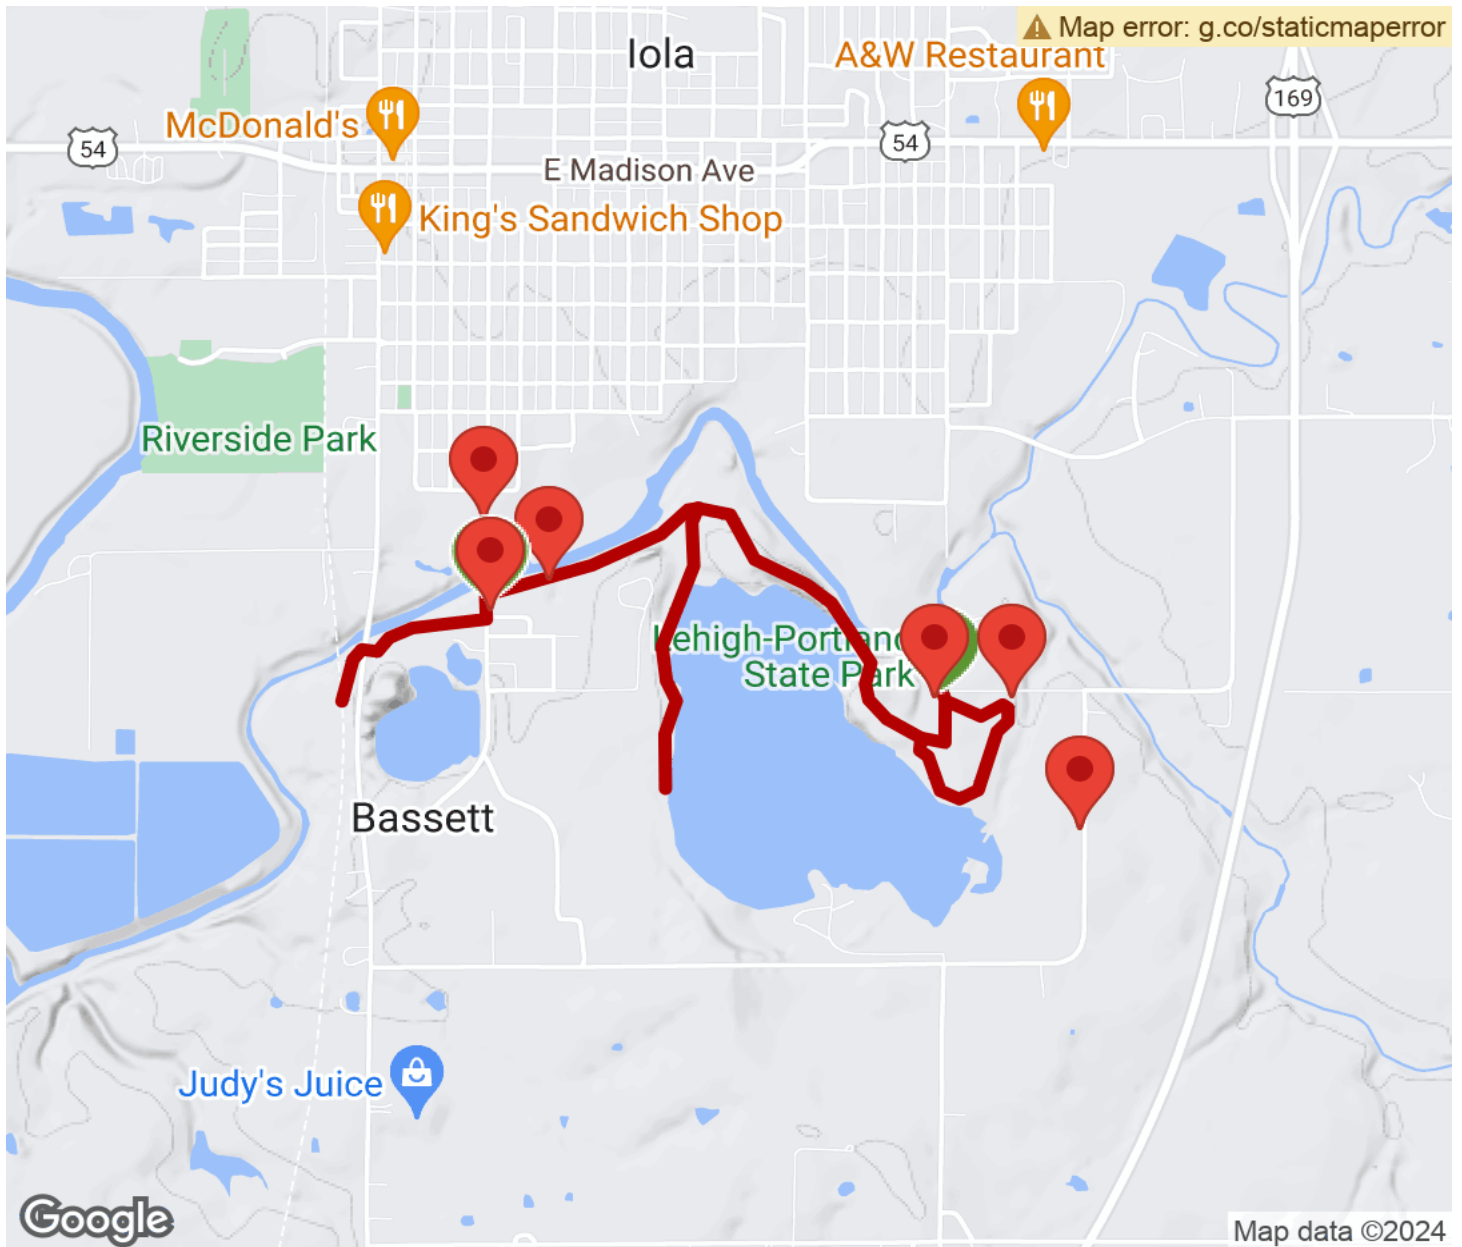 Map error: g.co/staticmaperror
Iola
A&W Restaurant
McDonald's
169
54
54
E Madison Ave
King's Sandwich Shop
Riverside Park
Lehigh-Portland
State Park
Bassett
Judy's Juice
Google
Map data ©2024